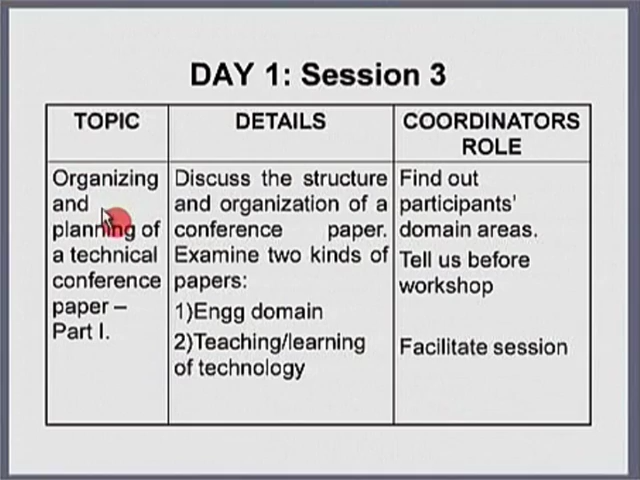 DAY 1: Session 3
TOPIC
DETAILS
COORDINATORS
ROLE
Organizing
and
planning of
a technical
conference
paper –
Part I.
Discuss the structure
and organization of a
conference paper.
Examine two kinds of
papers:
1)Engg domain
2)Teaching/learning
of technology
Find out
participants'
domain areas.
Tell us before
workshop
Facilitate session